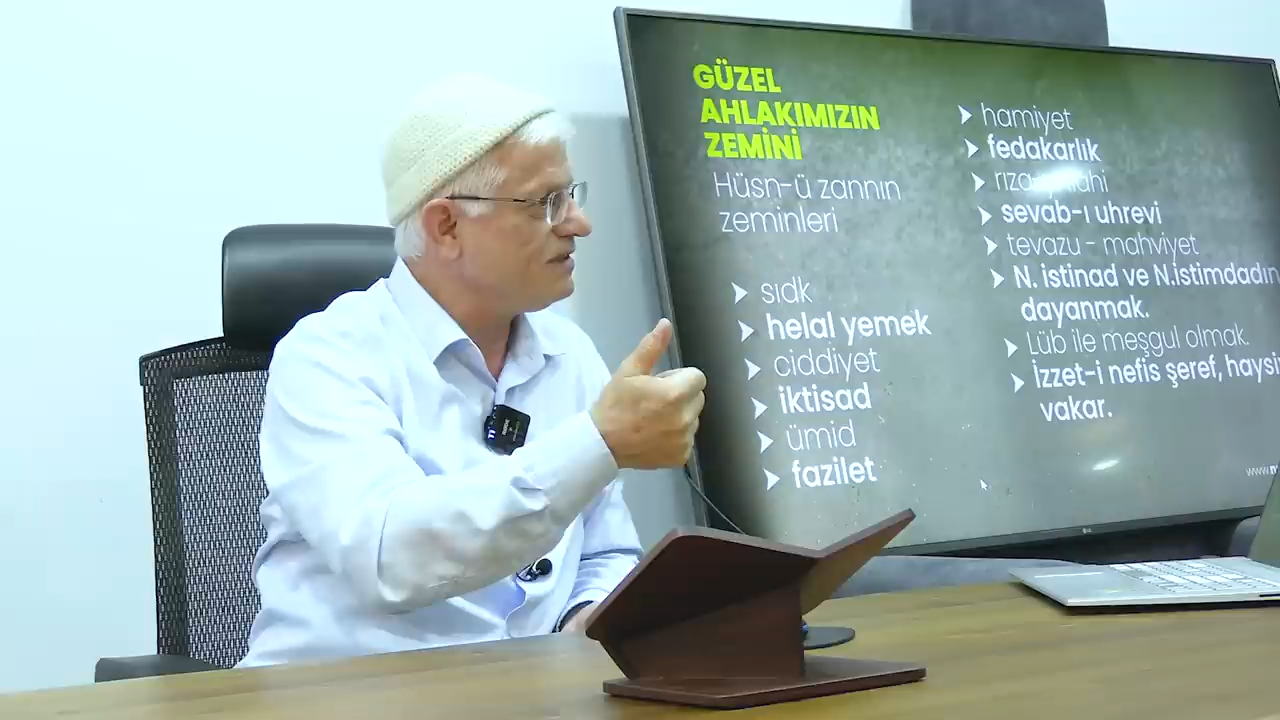 GÜZEL
AHLAKIMIZIN
ZEMİNİ
Hüsn-ü zannın
zeminleri
sıdk
helal yemek
ciddiyet
iktisad
ümid
fazilet
hamiyet
fedakarlık
sevab-ı uhrevi
tevazu - mahviyet
N. istinad ve N.istimdadın
dayanmak.
Lüb ile meşgul olmak.
İzzet-i nefis şeref,
vakar.
LG